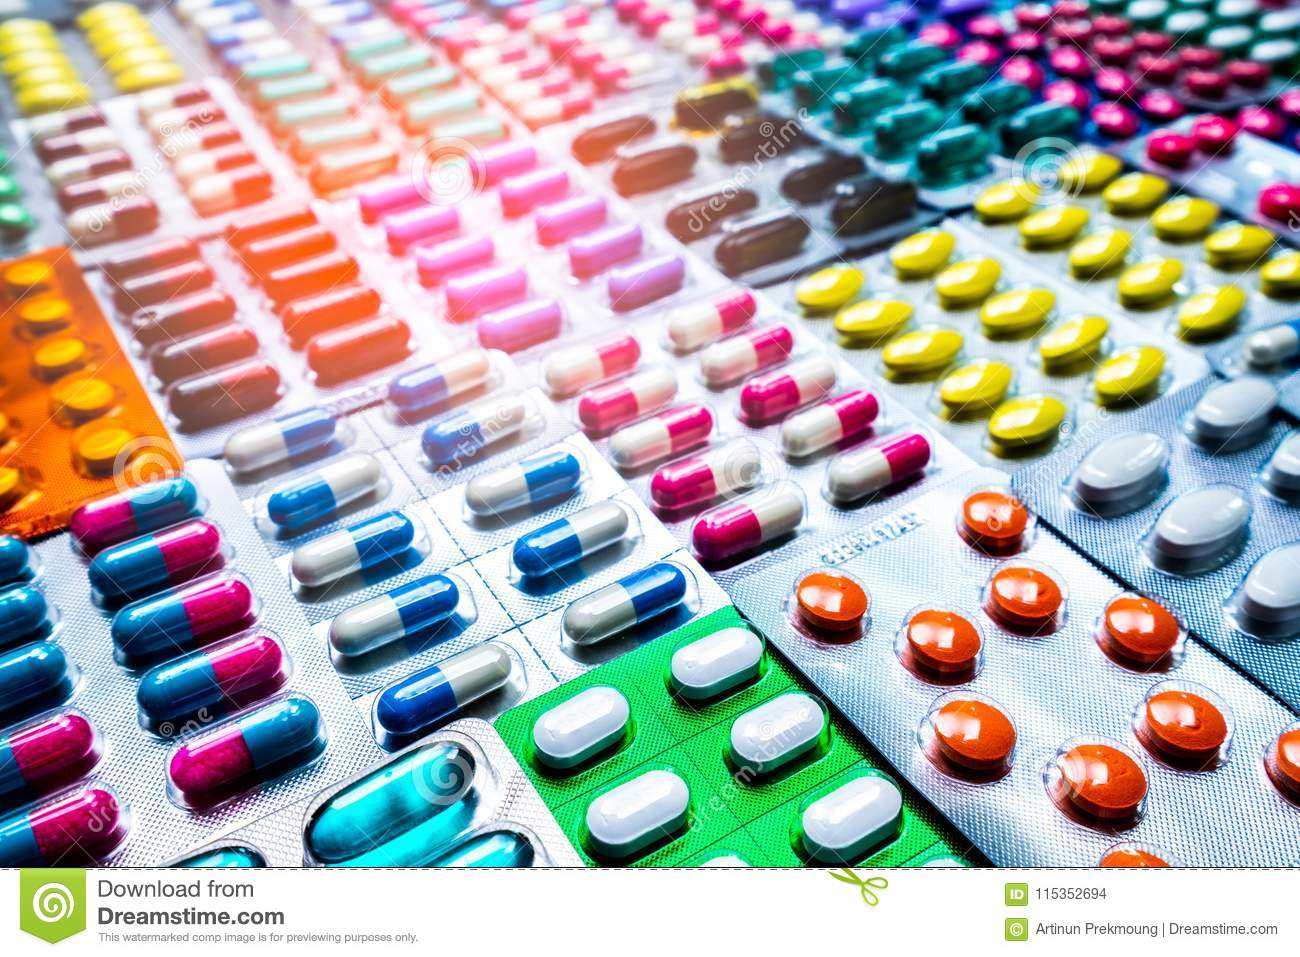 dreamstime.
Download from
Dreamstime.com
This watermarked comp image is for previewing purposes only.
ID 115352694
© Artinun Prekmoung | Dreamstime.com